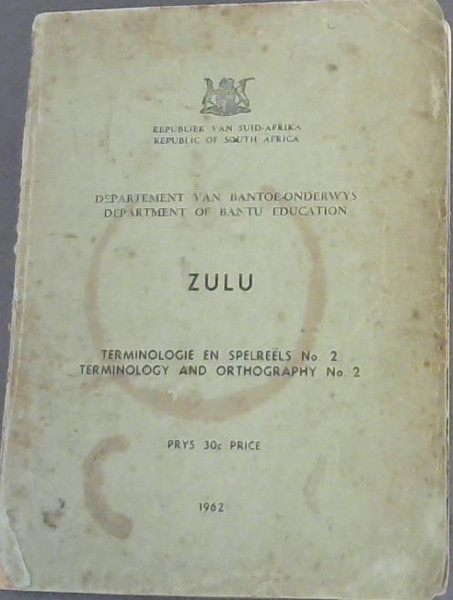 REPUBLIEK VAN SUID-AFRIKA
REPUBLIC OF SOUTH AFRICA
DEPARTEMENT VAN BANTOE-ONDERWYS
DEPARTMENT OF BANTU EDUCATION
ZULU
TERMINOLOGIE EN SPELREËLS No. 2
TERMINOLOGY AND ORTHOGRAPHY No. 2
PRYS 30c PRICE
1962